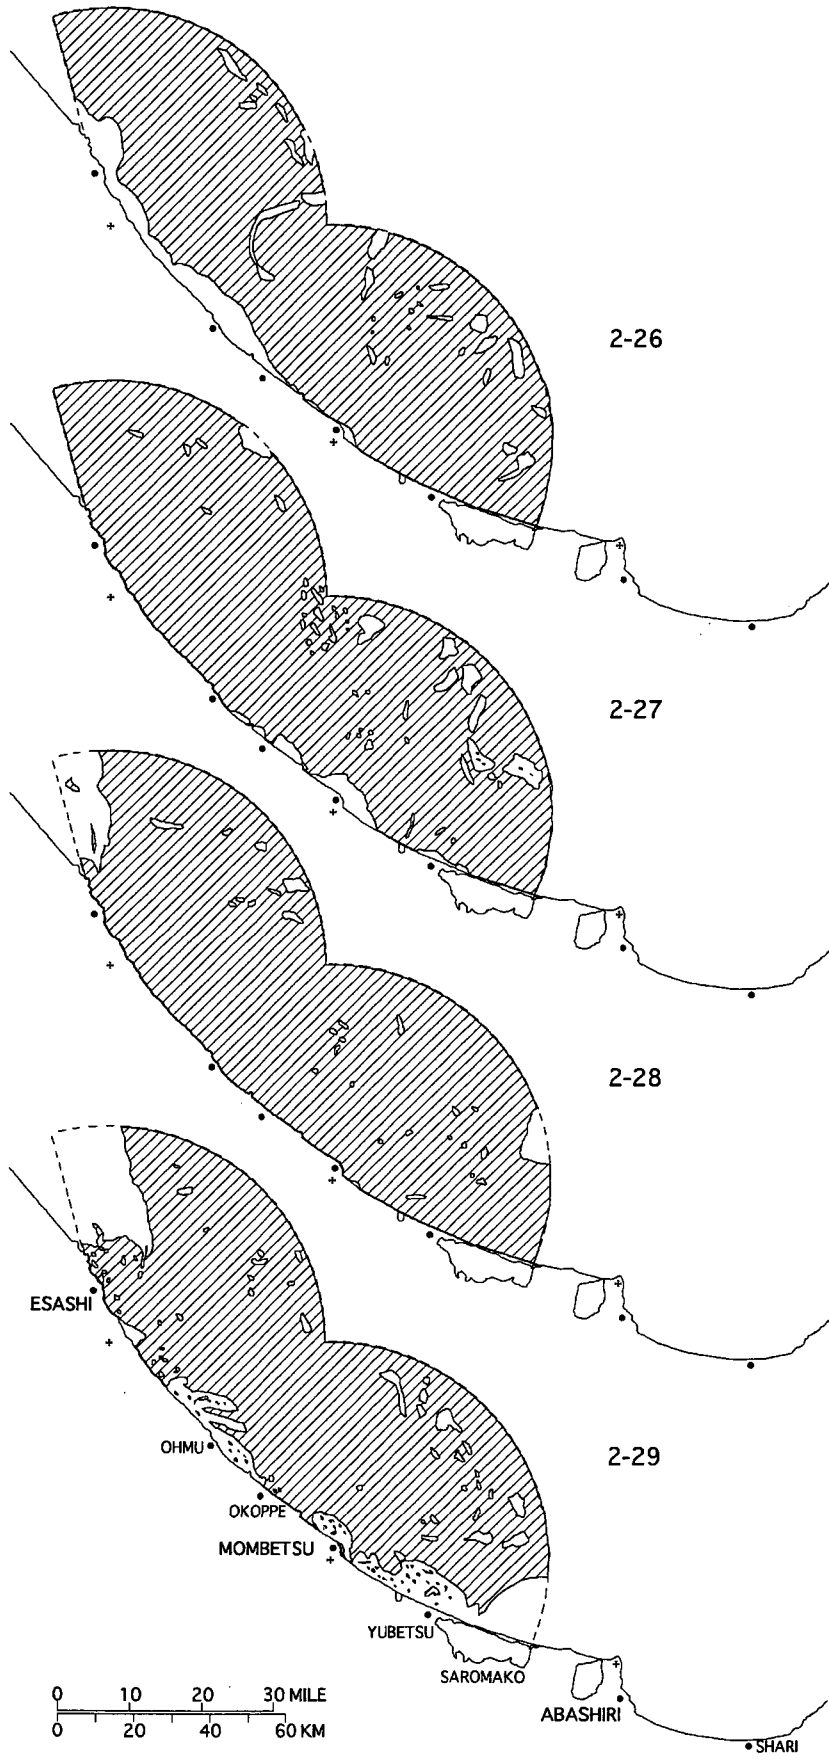 2-26
2-27
2-28
2-29
ESASHI
OHMU
OKOPPE
MOMBETSU
YUBETSU
SAROMAKO
ABASHIRI
SHARI
0 10 20 30 MILE
0 20 40 60 KM